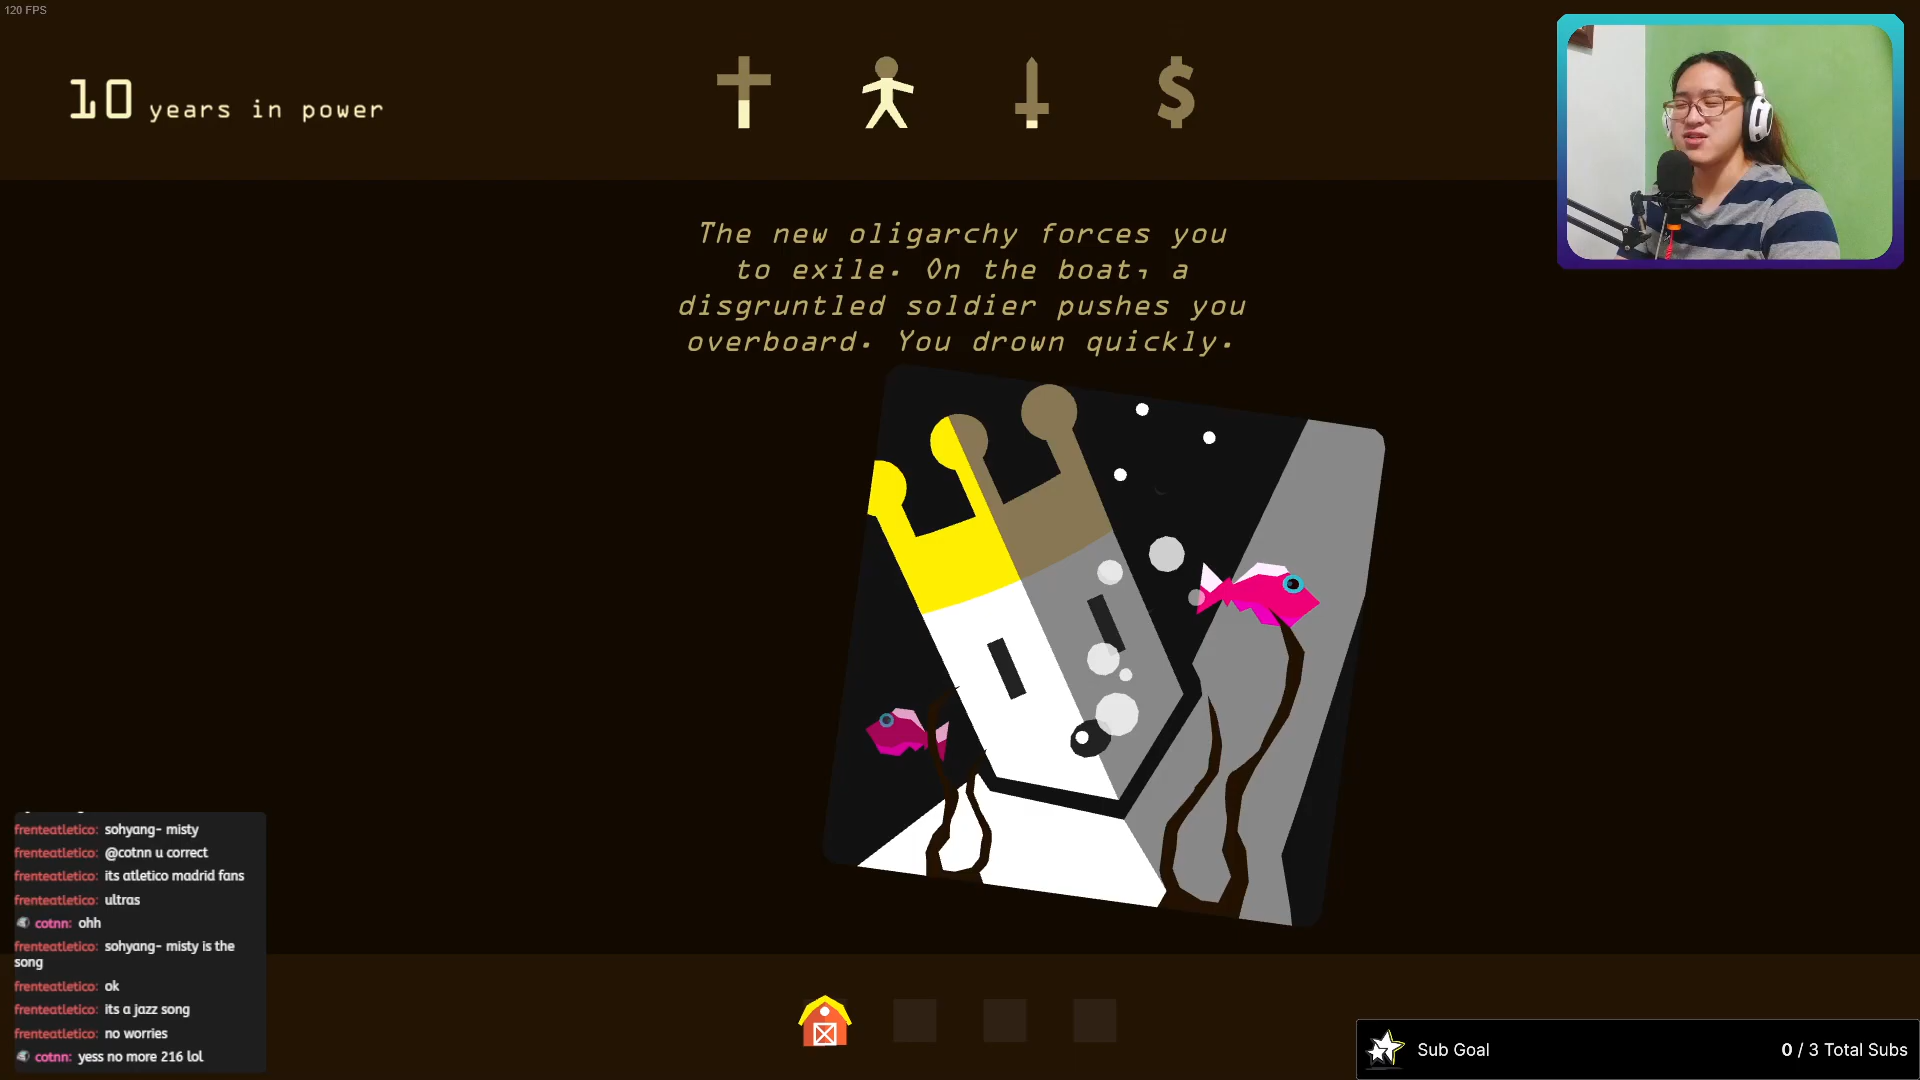 120 FPS
10 years in power
The new oligarchy forces you
to exile. On the boat, a
disgruntled soldier pushes you
overboard. You drown quickly.
frenteatletico: sohyang- misty
frenteatletico: @cotnn u correct
frenteatletico: its atletico madrid fans
frenteatletico: ultras
cotnn: ohh
frenteatletico: sohyang- misty is the
song
frenteatletico: ok
frenteatletico: its a jazz song
frenteatletico: no worries
cotnn: yess no more 216 lol
Sub Goal
0 / 3 Total Subs